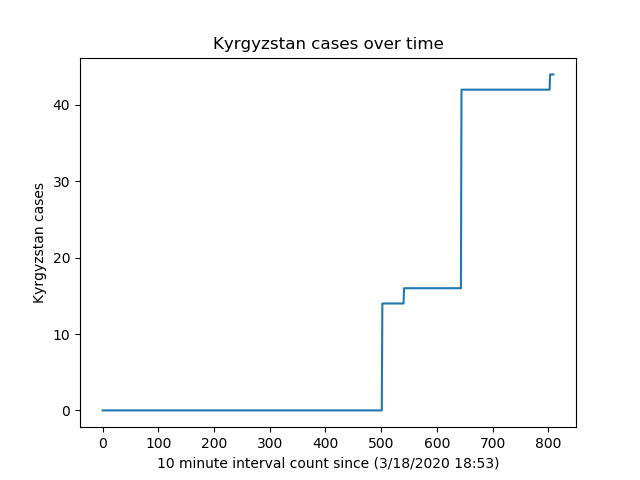 Kyrgyzstan cases over time
Kyrgyzstan cases
40
30
20
10
0
0 100 200 300 400 500 600 700 800
10 minute interval count since (3/18/2020 18:53)